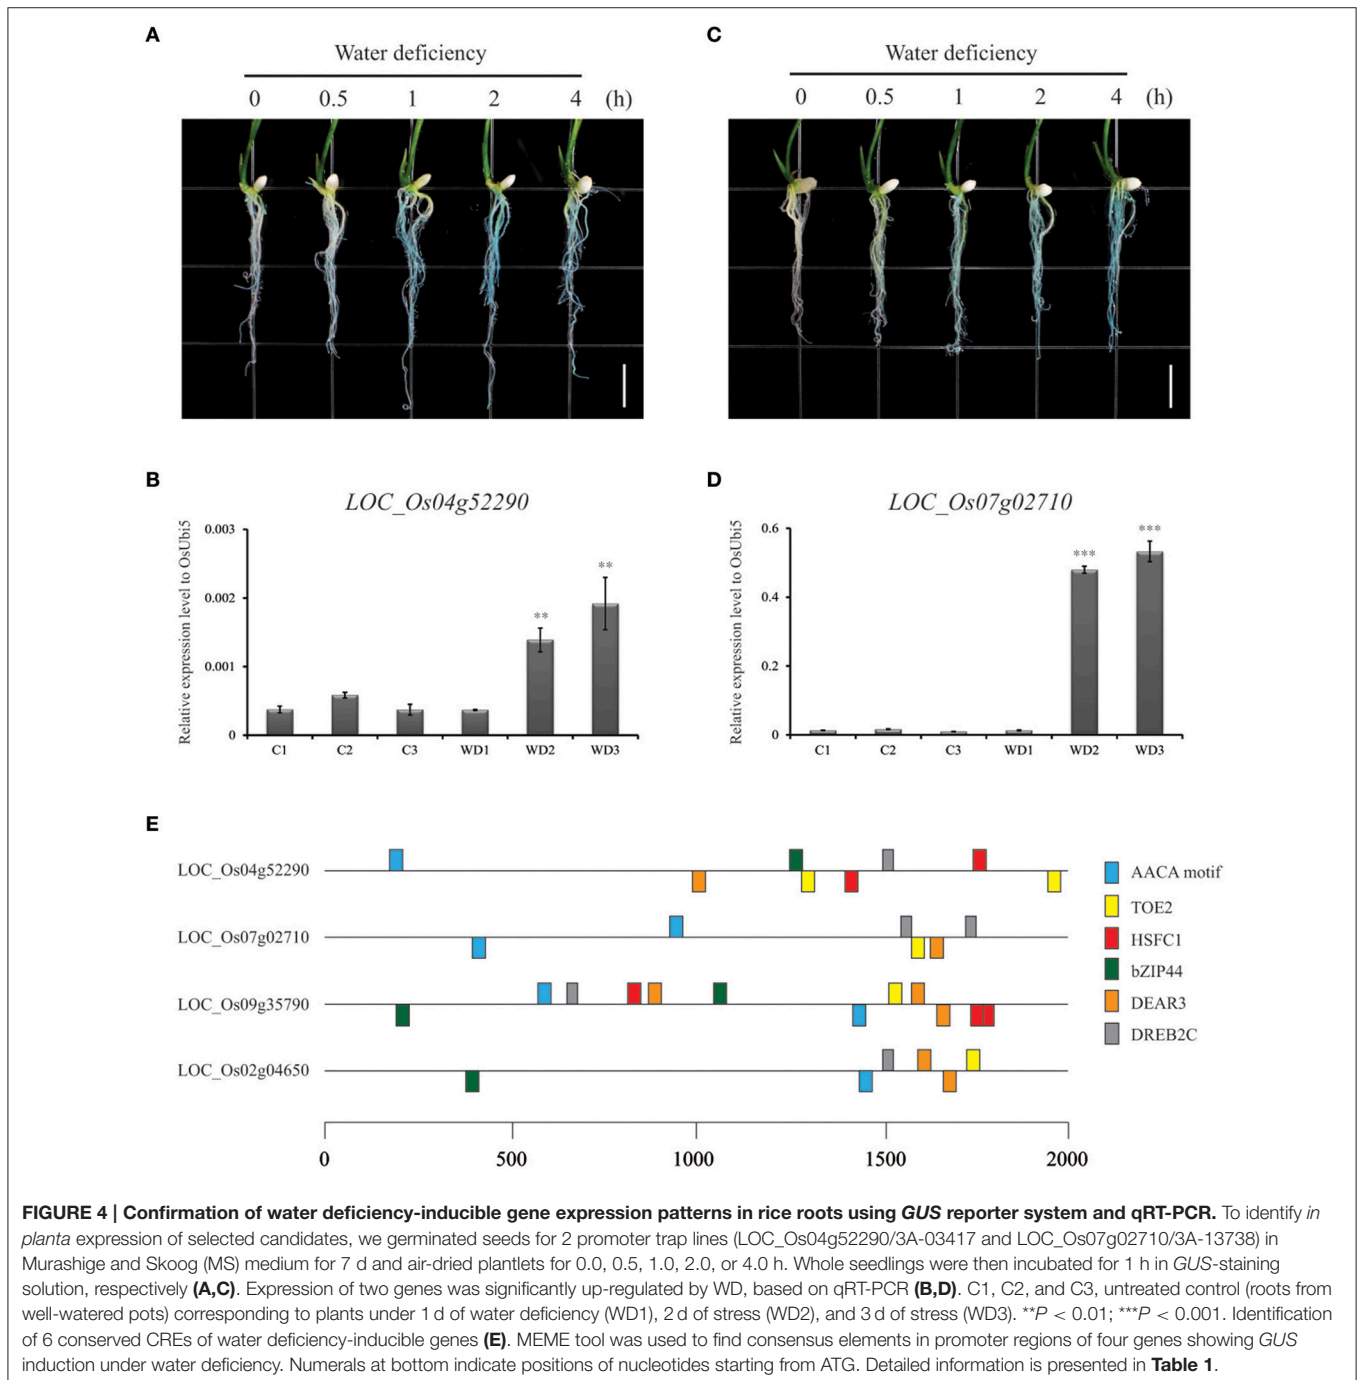 A
Water deficiency
0 0.5 1 2 4 (h)
C
Water deficiency
0 0.5 1 2 4 (h)
B
LOC_Os04g52290
Relative expression level to OsUbi5
0.003
0.002
0.001
0
** **
C1 C2 C3 WD1 WD2 WD3
D
LOC_Os07g02710
Relative expression level to OsUbi5
0.6
0.4
0.2
0
*** ***
C1 C2 C3 WD1 WD2 WD3
E
LOC_Os04g52290
LOC_Os07g02710
LOC_Os09g35790
LOC_Os02g04650
0 500 1000 1500 2000
AACA motif
TOE2
HSFC1
bZIP44
DEAR3
DREB2C
FIGURE 4 | Confirmation of water deficiency-inducible gene expression patterns in rice roots using GUS reporter system and qRT-PCR. To identify in
planta expression of selected candidates, we germinated seeds for 2 promoter trap lines (LOC_Os04g52290/3A-03417 and LOC_Os07g02710/3A-13738) in
Murashige and Skoog (MS) medium for 7 d and air-dried plantlets for 0.0, 0.5, 1.0, 2.0, or 4.0 h. Whole seedlings were then incubated for 1 h in GUS-staining
solution, respectively (A,C). Expression of two genes was significantly up-regulated by WD, based on qRT-PCR (B,D). C1, C2, and C3, untreated control (roots from
well-watered pots) corresponding to plants under 1 d of water deficiency (WD1), 2 d of stress (WD2), and 3 d of stress (WD3). **P < 0.01; ***P < 0.001. Identification
of 6 conserved CREs of water deficiency-inducible genes (E). MEME tool was used to find consensus elements in promoter regions of four genes showing GUS
induction under water deficiency. Numerals at bottom indicate positions of nucleotides starting from ATG. Detailed information is presented in Table 1.